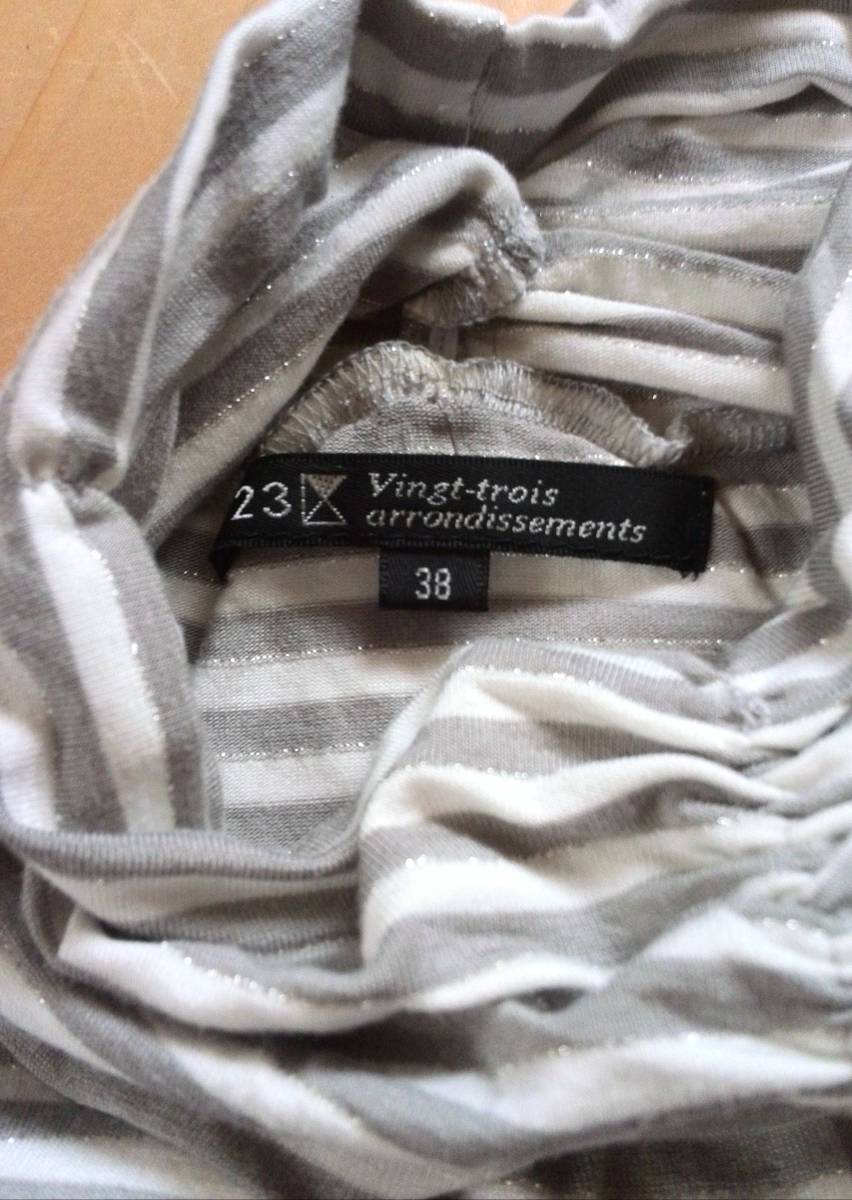 23 Vingt-trois
arrondissements
38